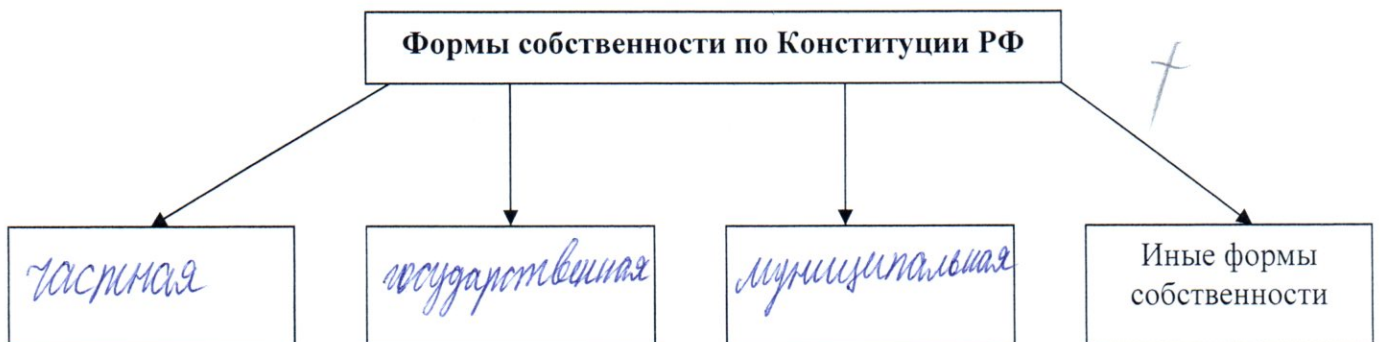 Формы собственности по Конституции РФ
частная
государственная
муниципальная
Иные формы
собственности